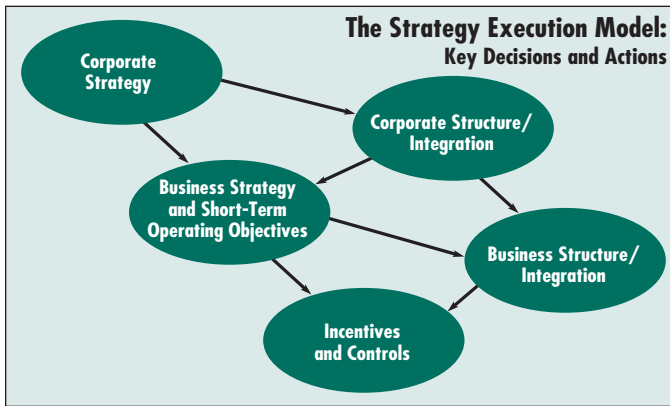 The Strategy Execution Model:
Key Decisions and Actions
Corporate
Strategy
Corporate Structure/
Integration
Business Strategy
and Short-Term
Operating Objectives
Business Structure/
Integration
Incentives
and Controls